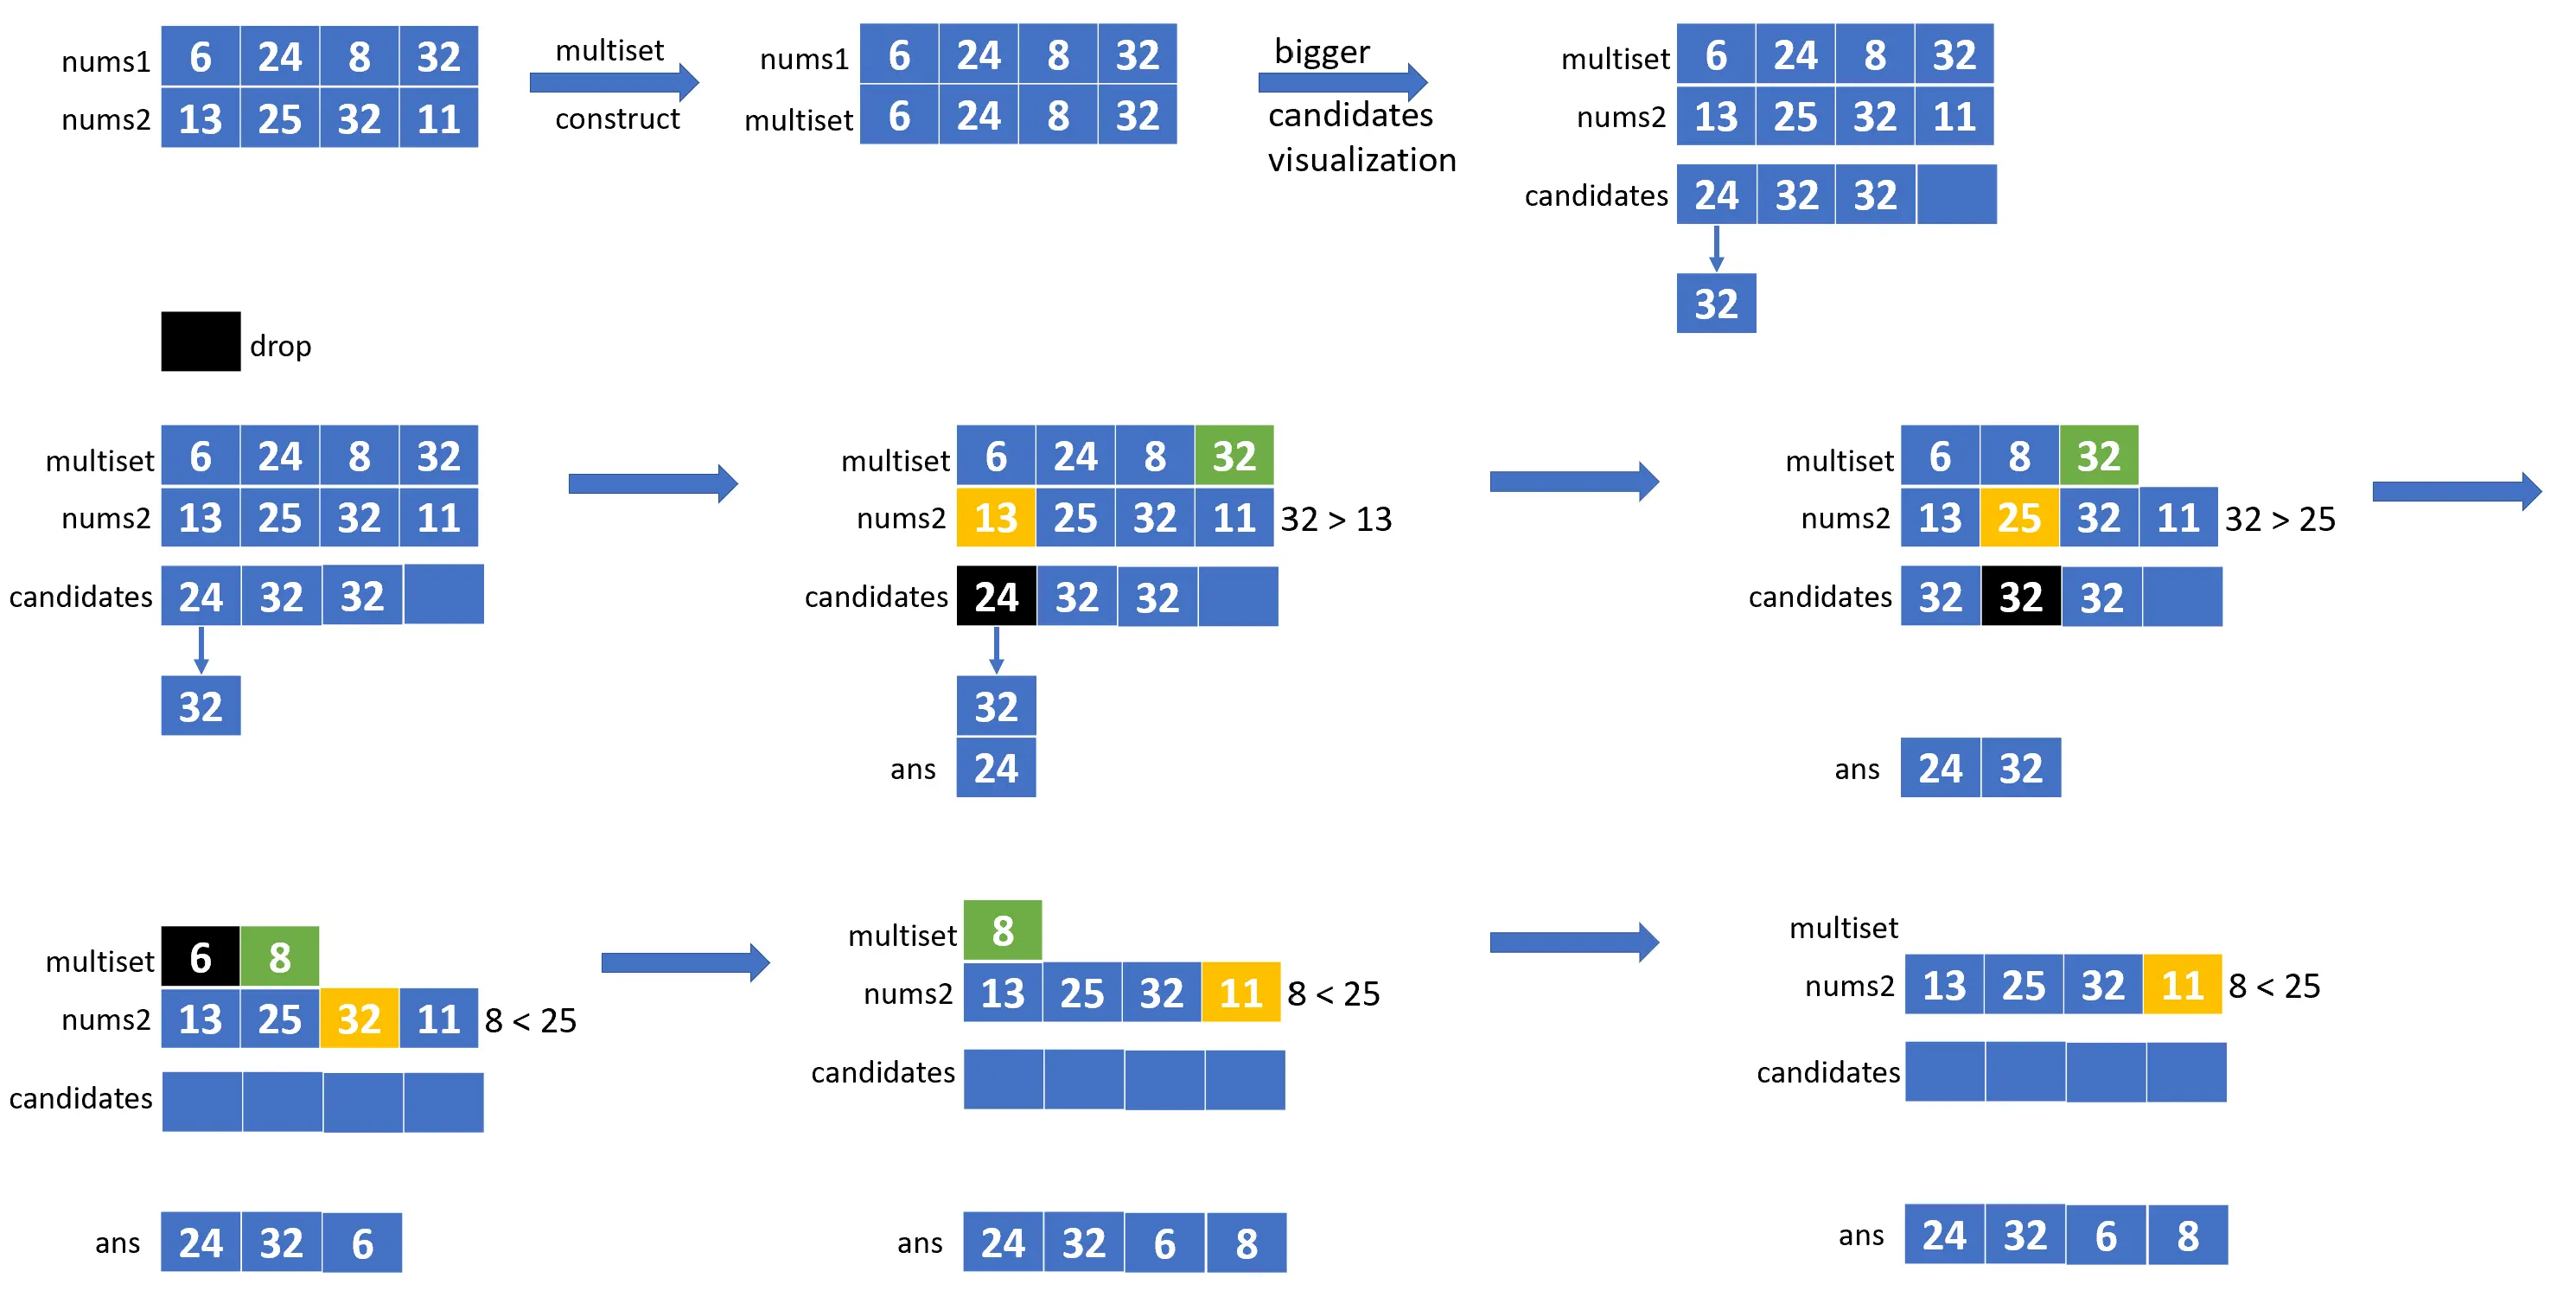 nums1 6 24 8 32
nums2 13 25 32 11
multiset
construct
nums1 6 24 8 32
multiset 6 24 8 32
bigger
candidates
visualization
multiset 6 24 8 32
nums2 13 25 32 11
candidates 24 32 32
32
drop
multiset 6 24 8 32
nums2 13 25 32 11
candidates 24 32 32
32
multiset 6 24 8 32
nums2 13 25 32 11 32 > 13
candidates 24 32 32
32
ans 24
multiset 6 8 32
nums2 13 25 32 11 32 > 25
candidates 32 32 32
ans 24 32
multiset 6 8
nums2 13 25 32 11 8 < 25
candidates
ans 24 32 6
multiset 8
nums2 13 25 32 11 8 < 25
candidates
ans 24 32 6 8
multiset
nums2 13 25 32 11 8 < 25
candidates
ans 24 32 6 8